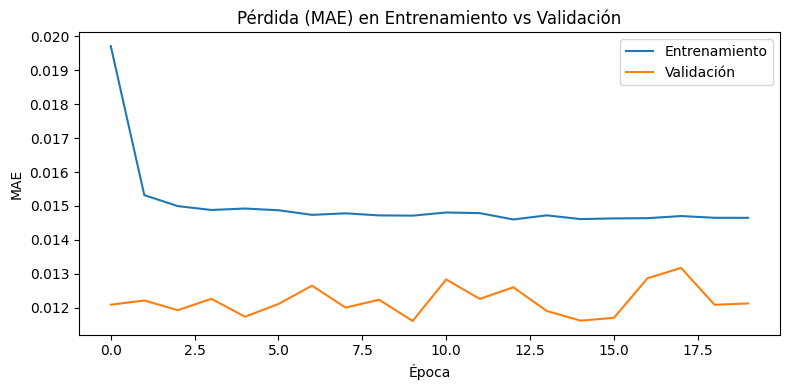 Pérdida (MAE) en Entrenamiento vs Validación
Entrenamiento
Validación
MAE
0.020
0.019
0.018
0.017
0.016
0.015
0.014
0.013
0.012
0.0 2.5 5.0 7.5 10.0 12.5 15.0 17.5
Época